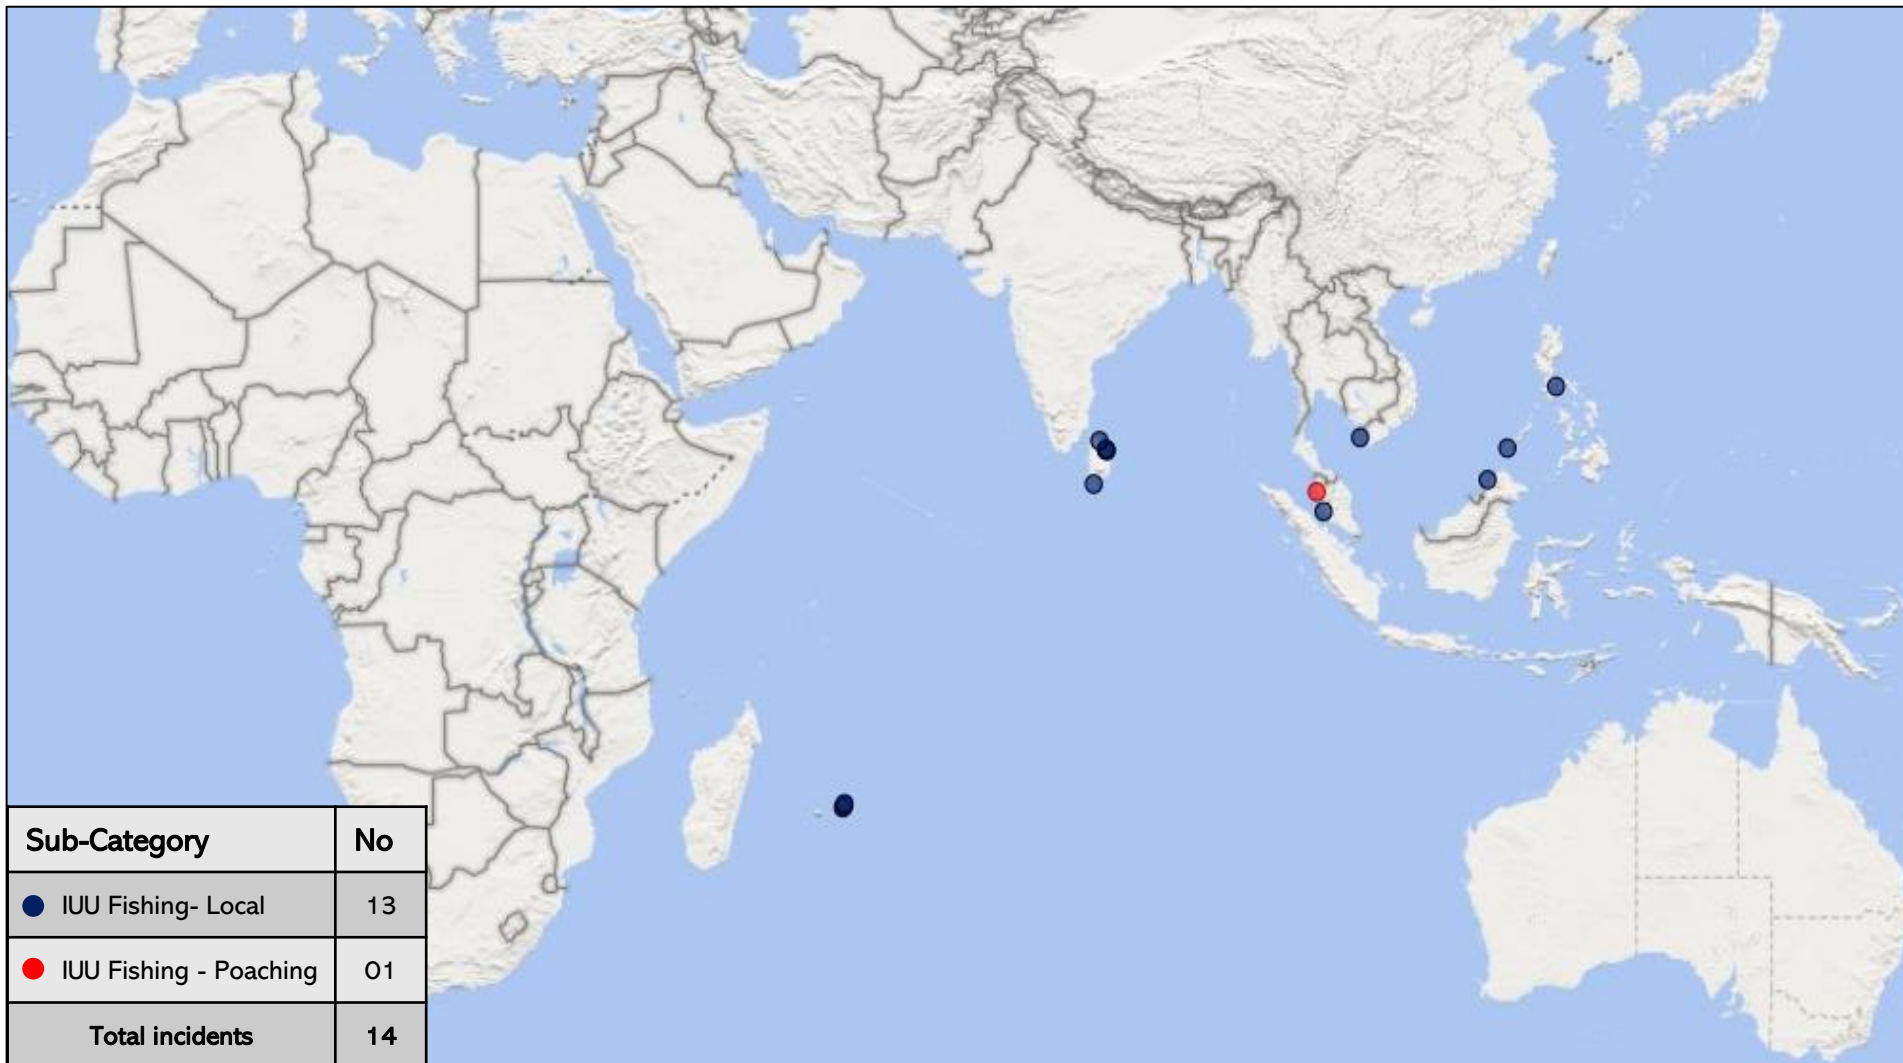 Sub-Category No
IUU Fishing- Local 13
IUU Fishing - Poaching 01
Total incidents 14